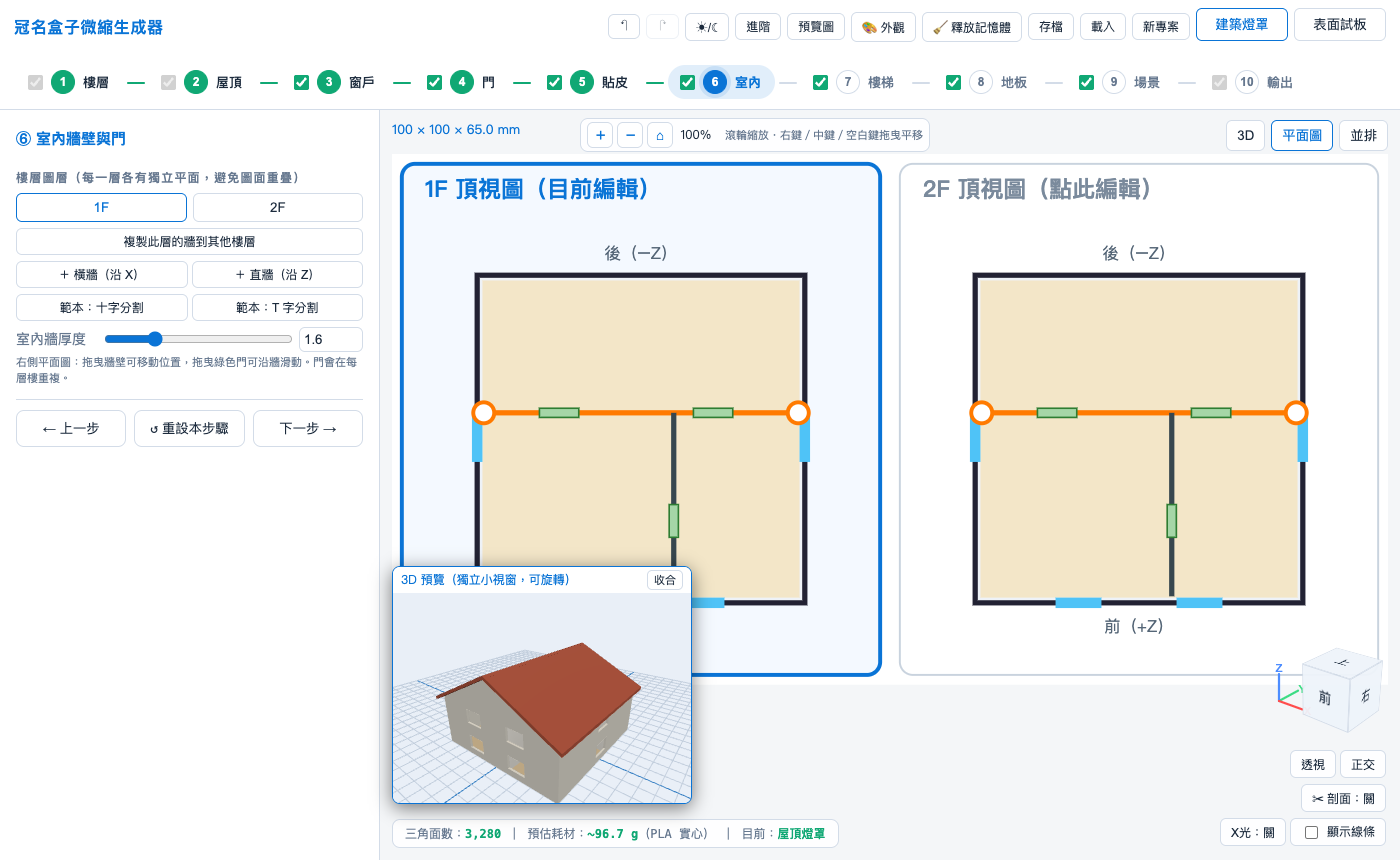 冠名盒子微縮生成器
☀/☾ 進階 預覽圖 🎨 外觀 🧹 釋放記憶體 存檔 載入 新專案 建築燈罩 表面試板
1 樓層 2 屋頂 3 窗戶 4 門 5 貼皮 6 室內 7 樓梯 8 地板 9 場景 10 輸出
⑥ 室內牆壁與門
樓層圖層（每一層各有獨立平面，避免圖面重疊）
1F 2F
複製此層的牆到其他樓層
＋ 橫牆（沿 X） ＋ 直牆（沿 Z）
範本：十字分割 範本：T 字分割
室內牆厚度 1.6
右側平面圖：拖曳牆壁可移動位置，拖曳綠色門可沿牆滑動。門會在每
層樓重複。
← 上一步 ↺ 重設本步驟 下一步 →
100 × 100 × 65.0 mm
+ − ⌂ 100% 滾輪縮放 · 右鍵 / 中鍵 / 空白鍵拖曳平移
3D 平面圖 並排
1F 頂視圖（目前編輯）
後（—Z）
2F 頂視圖（點此編輯）
後（—Z）
前（+Z）
3D 預覽（獨立小視窗，可旋轉） 收合
Z
前 右 上
透視 正交
✂ 剖面：關
X光：關 顯示線條
三角面數：3,280 | 預估耗材：~96.7 g (PLA 實心) | 目前：屋頂燈罩